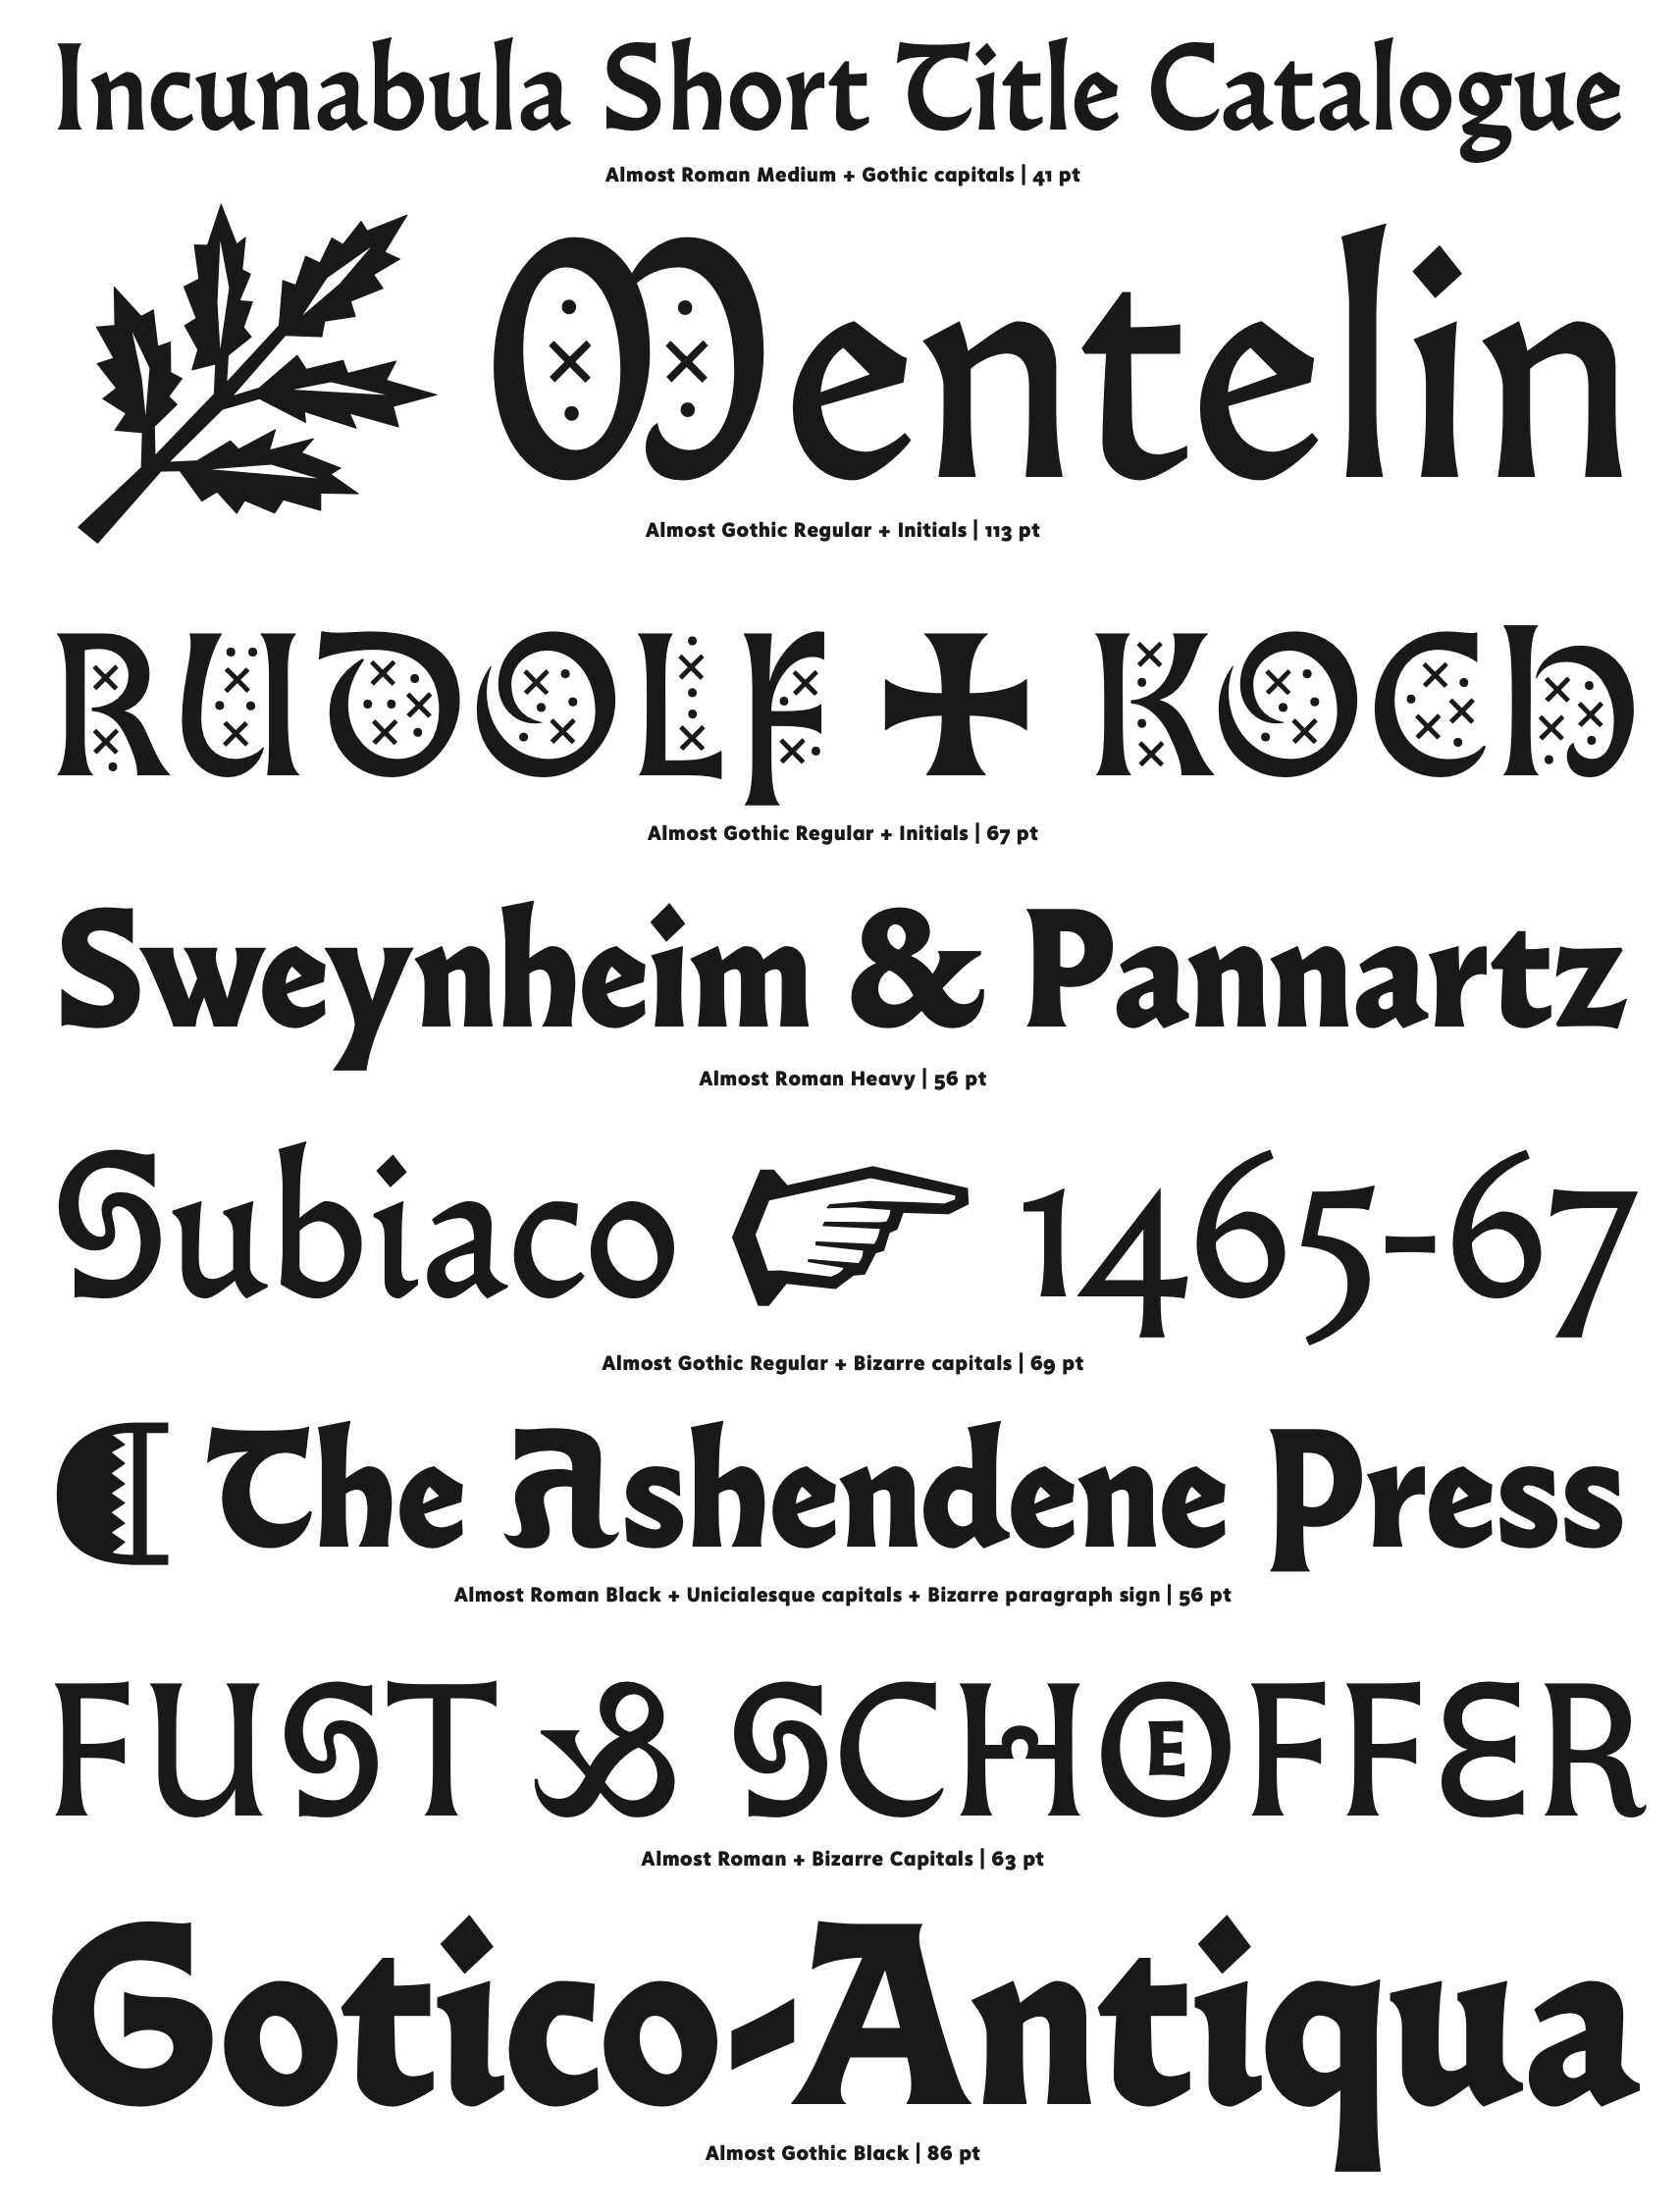 Incunabula Short Title Catalogue
Almost Roman Medium + Gothic capitals | 41 pt
Mentelin
Almost Gothic Regular + Initials | 113 pt
RUDOLF + KOCH
Almost Gothic Regular + Initials | 67 pt
Sweynheim & Pannartz
Almost Roman Heavy | 56 pt
Subiaco ☞ 1465-67
Almost Gothic Regular + Bizarre capitals | 69 pt
¶ The Ashendene Press
Almost Roman Black + Unicialesque capitals + Bizarre paragraph sign | 56 pt
FUST & SCHOEFFER
Almost Roman + Bizarre Capitals | 63 pt
Gotico-Antiqua
Almost Gothic Black | 86 pt